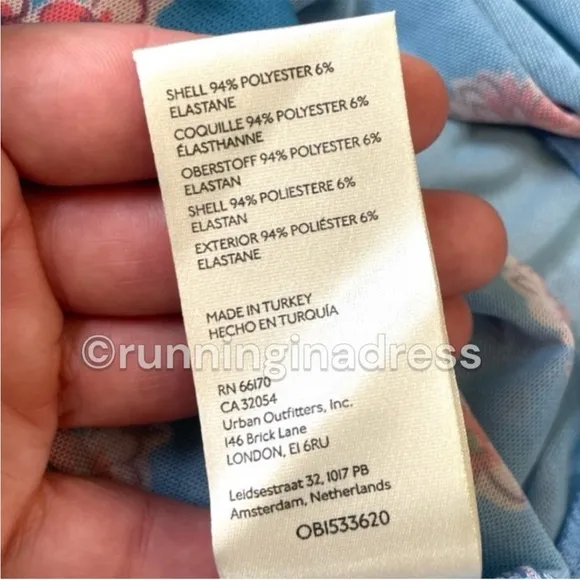 SHELL 94% POLYESTER 6%
ELASTANE
COQUILLE 94% POLYESTER 6%
ÉLASTHANNE
OBERSTOFF 94% POLYESTER 6%
ELASTAN
SHELL 94% POLIESTERE 6%
ELASTAN
EXTERIOR 94% POLIÉSTER 6%
ELASTANE
MADE IN TURKEY
HECHO EN TURQUÍA
©runninginadress
RN 66170
CA 32054
Urban Outfitters, Inc.
146 Brick Lane
LONDON, E1 6RU
Leidsestraat 32, 1017 PB
Amsterdam, Netherlands
OB1533620